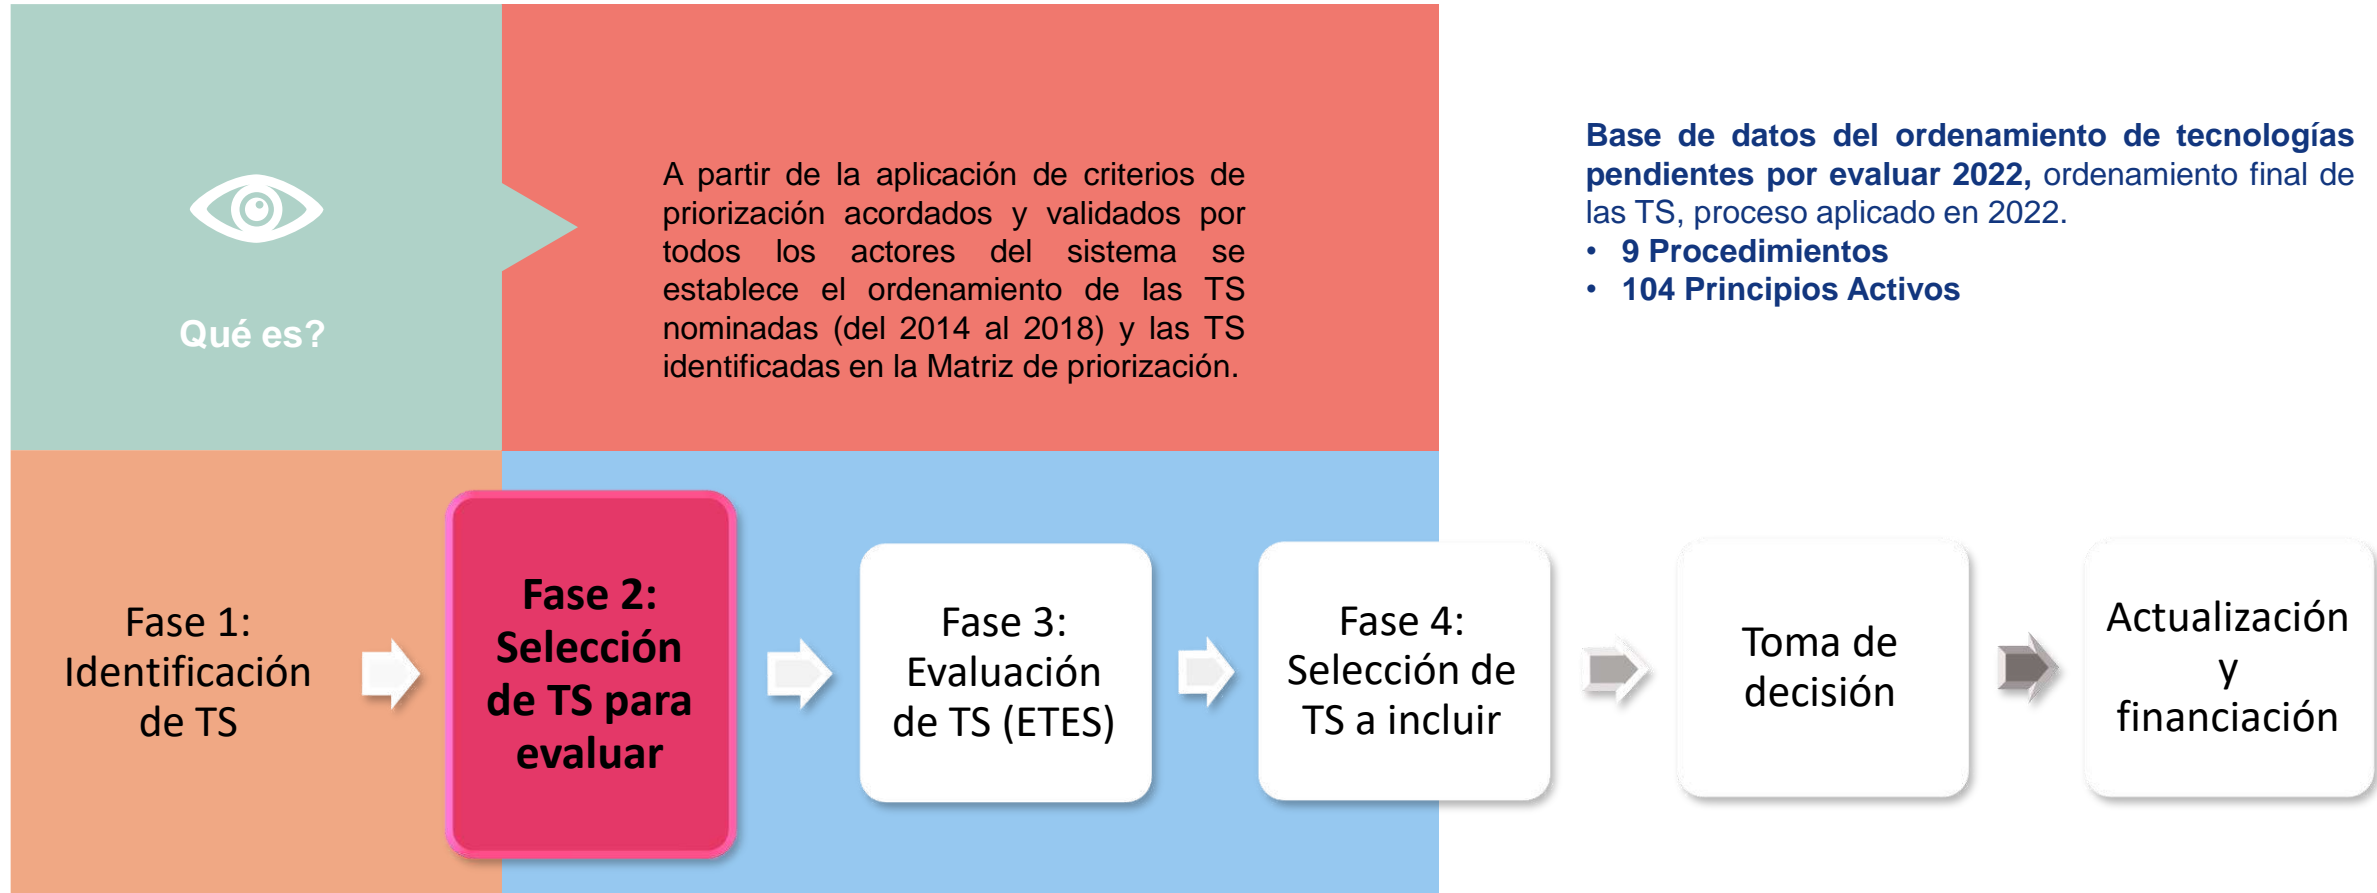 Qué es?
A partir de la aplicación de criterios de
priorización acordados y validados por
todos los actores del sistema se
establece el ordenamiento de las TS
nominadas (del 2014 al 2018) y las TS
identificadas en la Matriz de priorización.
Base de datos del ordenamiento de tecnologías
pendientes por evaluar 2022, ordenamiento final de
las TS, proceso aplicado en 2022.
• 9 Procedimientos
• 104 Principios Activos
Fase 1:
Identificación
de TS
Fase 2:
Selección
de TS para
evaluar
Fase 3:
Evaluación
de TS (ETES)
Fase 4:
Selección de
TS a incluir
Toma de
decisión
Actualización
y
financiación